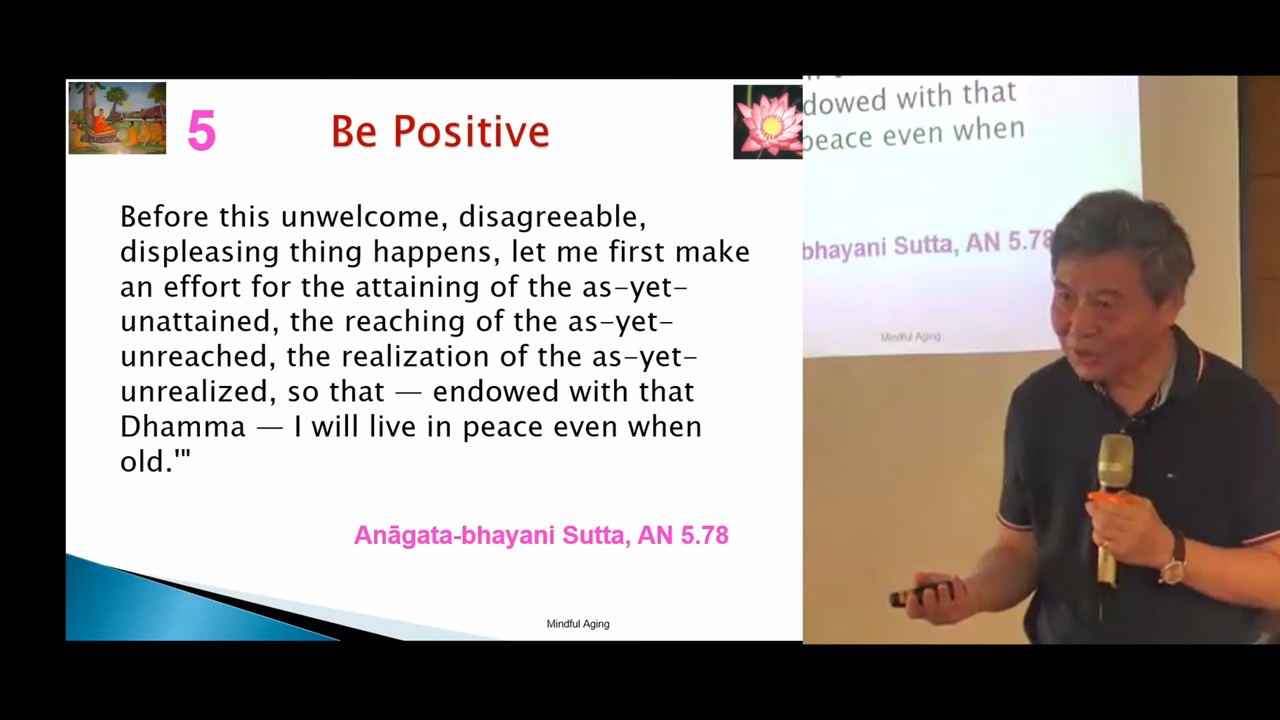 5
Be Positive
Before this unwelcome, disagreeable,
displeasing thing happens, let me first make
an effort for the attaining of the as-yet-
unattained, the reaching of the as-yet-
unreached, the realization of the as-yet-
unrealized, so that — endowed with that
Dhamma — I will live in peace even when
old.'"
Anāgata-bhayani Sutta, AN 5.78
Mindful Aging
dowed with that
peace even when
bhayani Sutta, AN 5.78
Mindful Aging